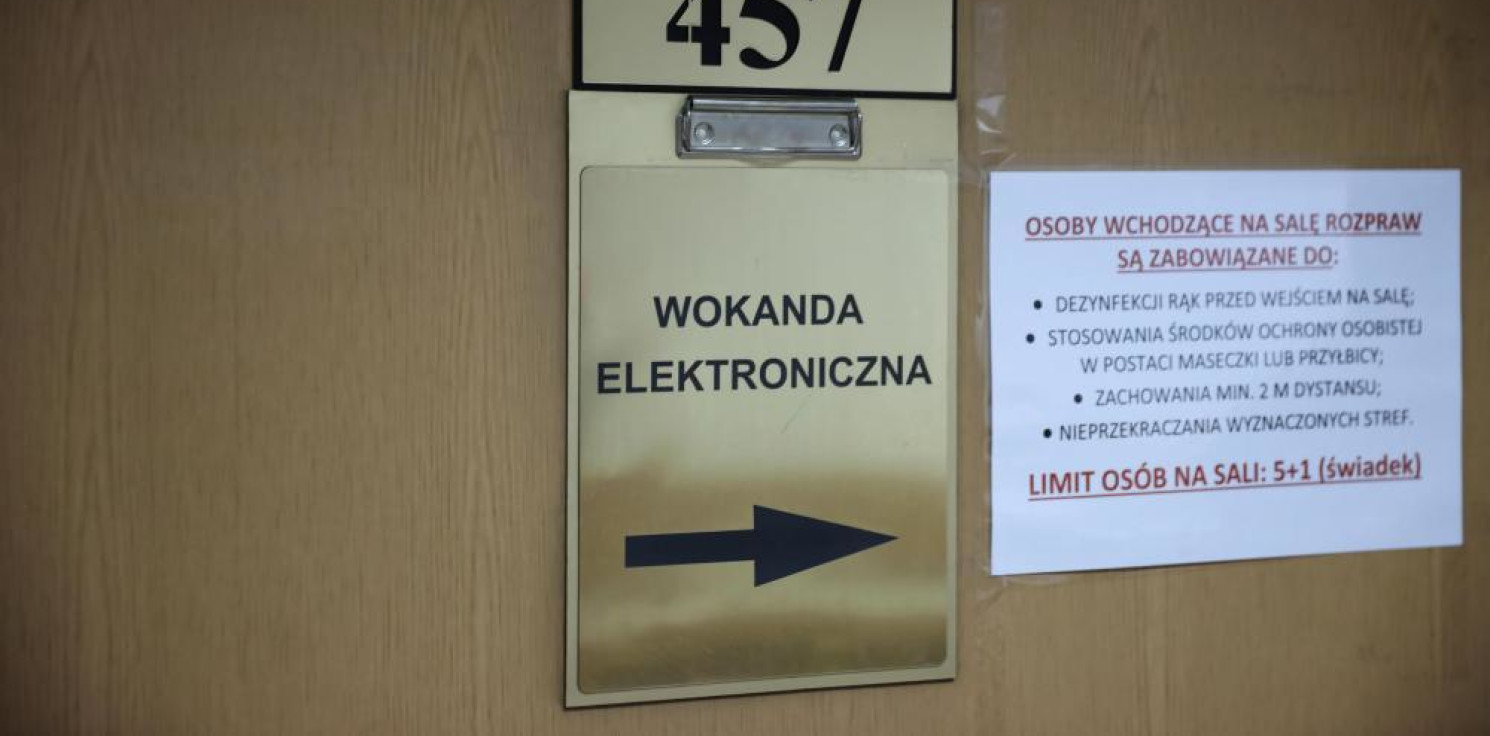 457
WOKANDA
ELEKTRONICZNA
OSOBY WCHODZĄCE NA SALĘ ROZPRAW
SĄ ZABOWIĄZANE DO:
• DEZYNFEKCJI RĄK PRZED WEJŚCIEM NA SALĘ;
• STOSOWANIA ŚRODKÓW OCHRONY OSOBISTEJ
W POSTACI MASECZKI LUB PRZYŁBICY;
• ZACHOWANIA MIN. 2 M DYSTANSU;
• NIEPRZEKRACZANIA WYZNACZONYCH STREF.
LIMIT OSÓB NA SALI: 5+1 (świadek)